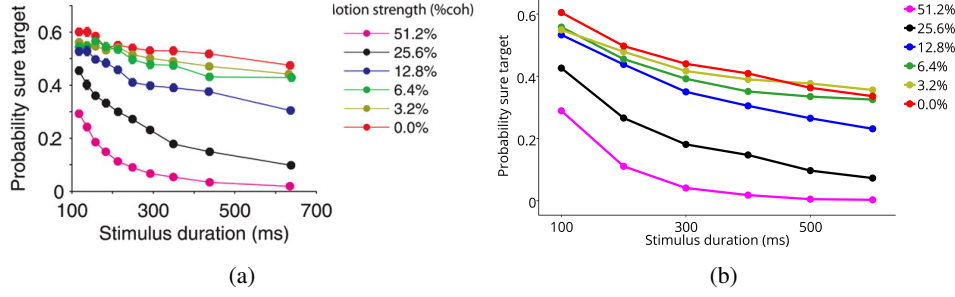 lotion strength (%coh)
51.2%
25.6%
12.8%
6.4%
3.2%
0.0%
Probability sure target
0.6
0.4
0.2
0
100 300 500 700
Stimulus duration (ms)
(a)
51.2%
25.6%
12.8%
6.4%
3.2%
0.0%
Probability sure target
0.6
0.4
0.2
0
100 300 500
Stimulus duration (ms)
(b)